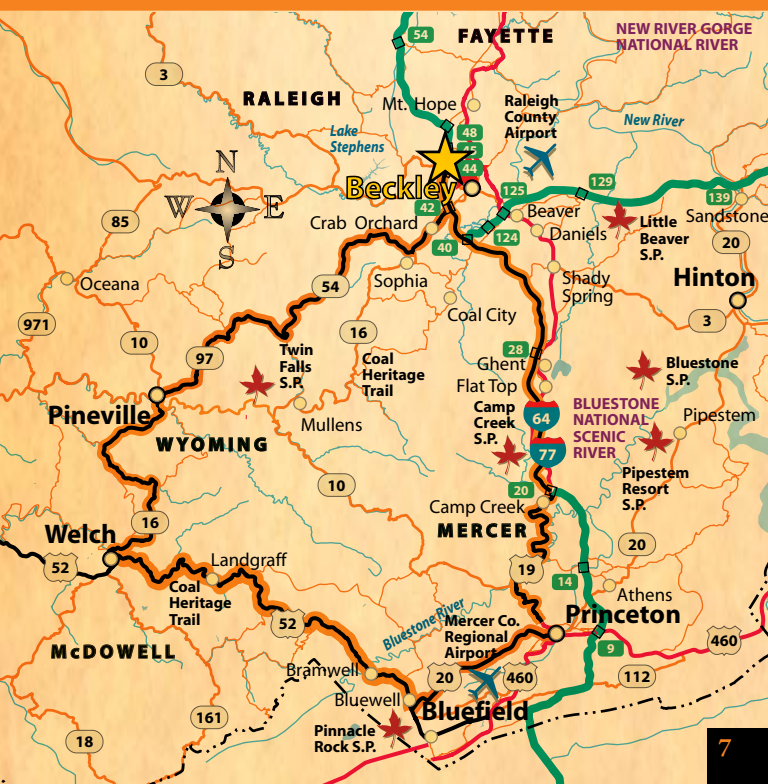 54
FAYETTE
NEW RIVER GORGE
NATIONAL RIVER
3
RALEIGH
Mt. Hope
Raleigh
County
Airport
Lake
Stephens
New River
48
44
N
W
E
S
Beckley
125
129
139
42
Beaver
Sandstone
85
Crab Orchard
124
Daniels
Little
Beaver
S.P.
40
20
Oceana
Sophia
Shady
Spring
Hinton
54
Coal City
971
10
16
3
97
28
Twin
Falls
S.P.
Coal
Heritage
Trail
Ghent
Flat Top
Bluestone
S.P.
Pineville
Mullens
Camp
Creek
S.P.
64
77
BLUESTONE
NATIONAL
SCENIC
RIVER
Pipestem
WYOMING
Pipestem
Resort
S.P.
10
20
Camp Creek
16
MERCER
Welch
52
Landgraff
19
20
14
Coal
Heritage
Trail
Athens
52
Bluestone River
Mercer Co.
Regional
Airport
Princeton
McDOWELL
9
460
Bramwell
20
460
112
Bluewell
Bluefield
161
Pinnacle
Rock S.P.
18
7